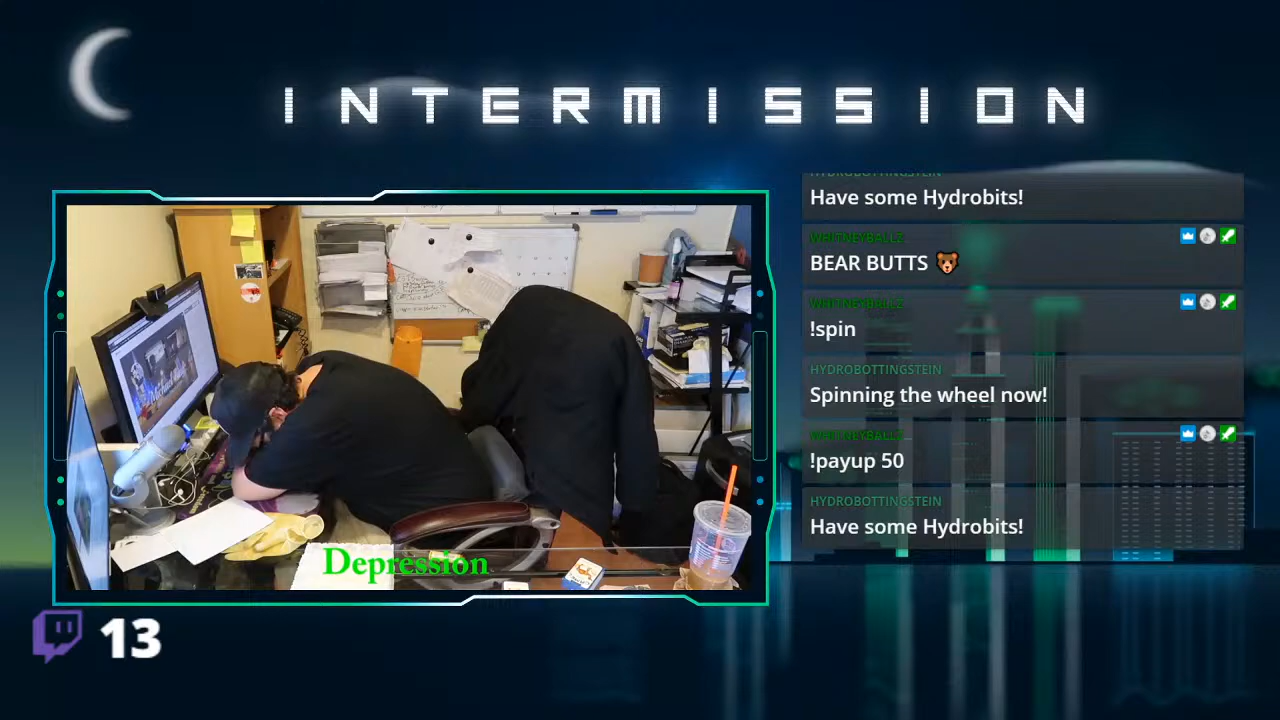 INTERMISSION
HYDROBOTTINGSTEIN
Have some Hydrobits!
WHITNEYBALLZ
BEAR BUTTS
WHITNEYBALLZ
!spin
HYDROBOTTINGSTEIN
Spinning the wheel now!
WHITNEYBALLZ
!payup 50
HYDROBOTTINGSTEIN
Have some Hydrobits!
Depression
13